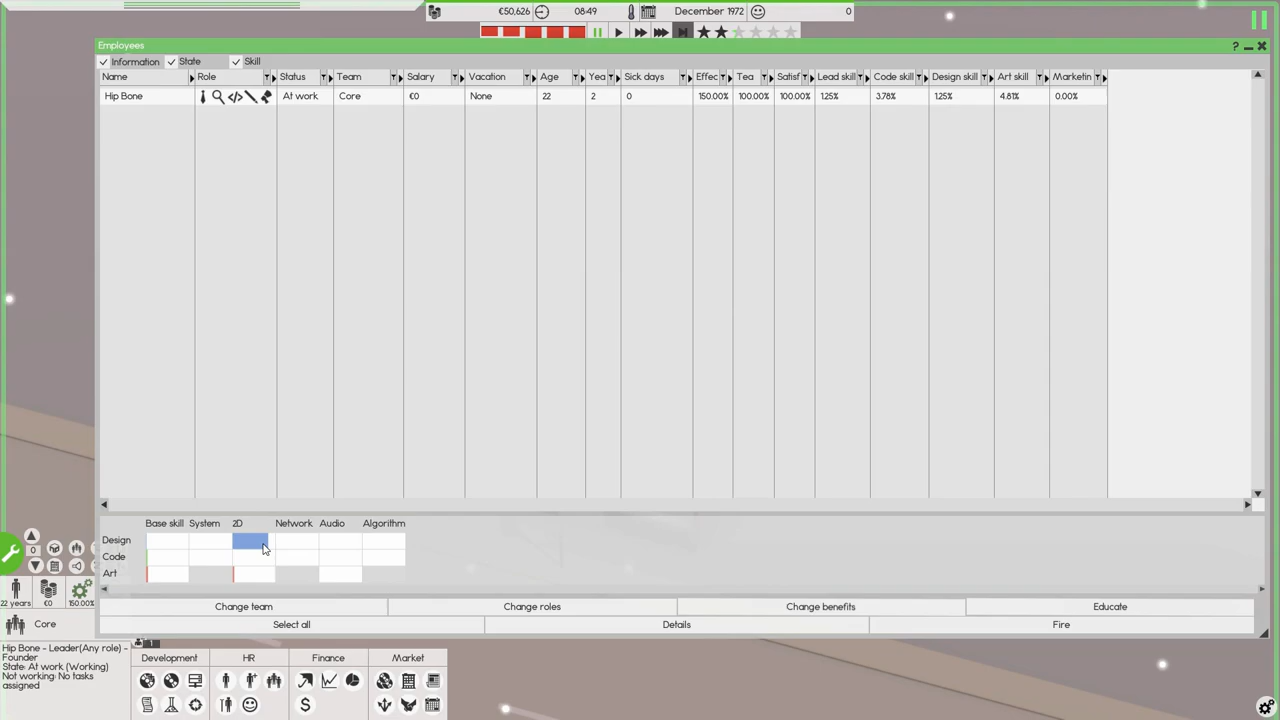 €50,626 08:49 December 1972 0
Employees
? 
Information State Skill
Name Role Status Team Salary Vacation Age Yea Sick days Effec Tea Satisf Lead skill Code skill Design skill Art skill Marketin
Hip Bone At work Core €0 None 22 2 0 150.00% 100.00% 100.00% 1.25% 3.78% 1.25% 4.81% 0.00%
Base skill System 2D Network Audio Algorithm
Design
Code
Art
0
22 years €0 150.00%
Change team Change roles Change benefits Educate
Select all Details Fire
Core
Hip Bone - Leader(Any role) -
Founder
State: At work (Working)
Not working: No tasks
assigned
1
Development HR Finance Market